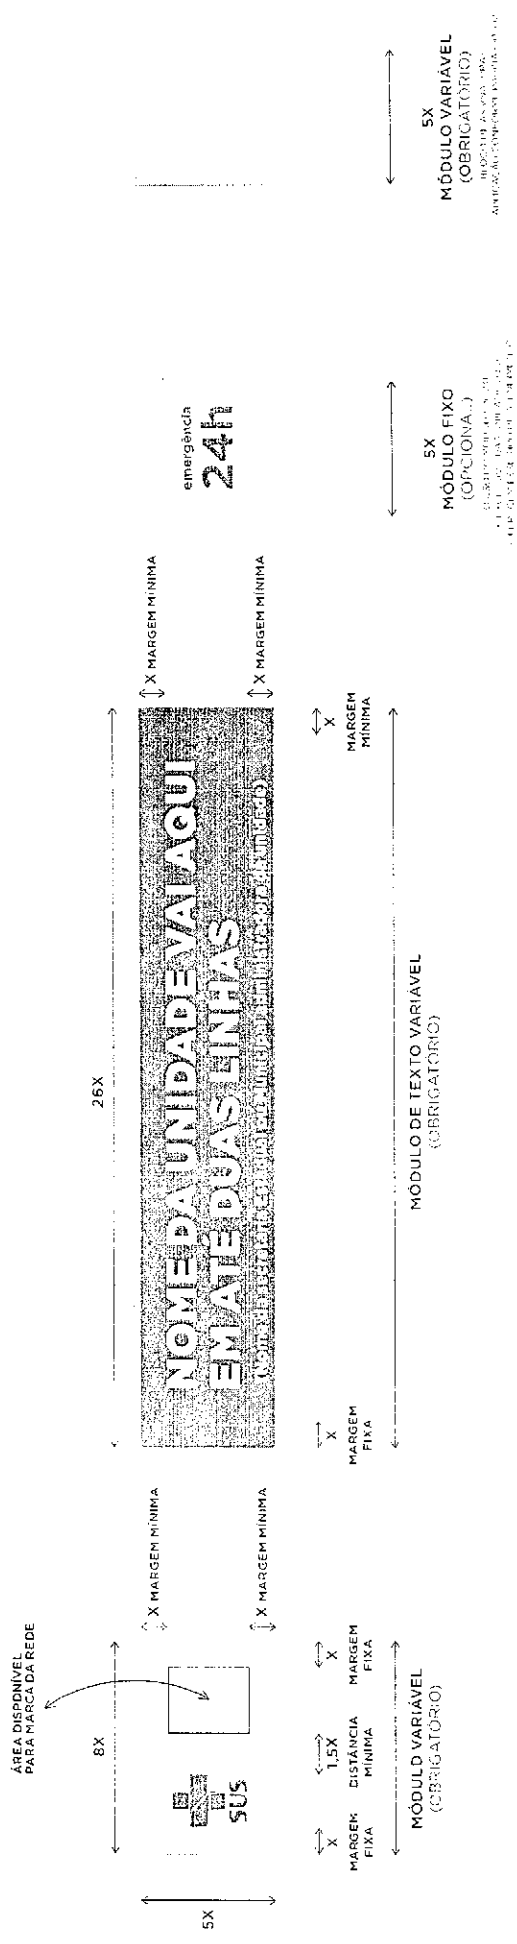 ÁREA DISPONÍVEL
PARA MARCA DA REDE
8X
5X
SUS
X MARGEM MÍNIMA
X MARGEM MÍNIMA
X
MARGEM
FIXA
1,5X
DISTÂNCIA
MÍNIMA
X
MARGEM
FIXA
MÓDULO VARIÁVEL
(OBRIGATÓRIO)
26X
NOME DA UNIDADE VAI AQUI
EM ATÉ DUAS LINHAS
X MARGEM MÍNIMA
X MARGEM MÍNIMA
X
MARGEM
FIXA
X
MARGEM
MÍNIMA
MÓDULO DE TEXTO VARIÁVEL
(OBRIGATÓRIO)
emergência
24h
5X
MÓDULO FIXO
(OPCIONAL)
5X
MÓDULO VARIÁVEL
(OBRIGATÓRIO)